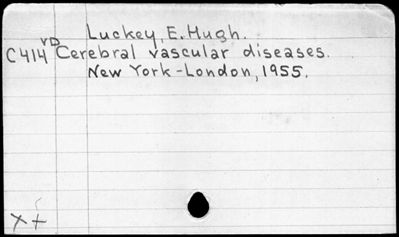 Luckey, E. Hugh.
C414 VD Cerebral vascular diseases.
New York-London, 1955.
X +